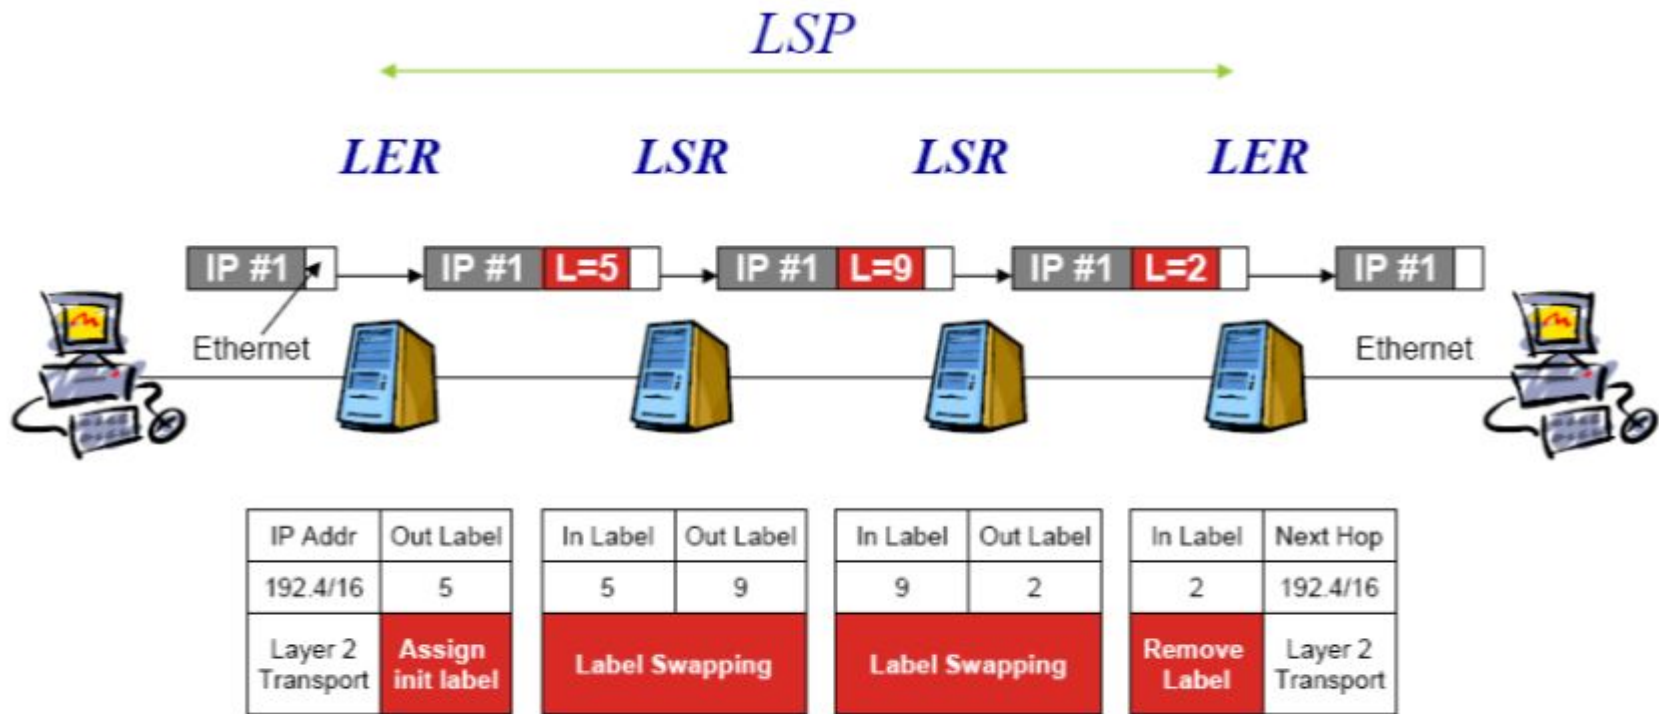 LSP
LER LSR LSR LER
IP #1 IP #1 L=5 IP #1 L=9 IP #1 L=2 IP #1
Ethernet Ethernet
IP Addr Out Label In Label Out Label In Label Out Label In Label Next Hop
192.4/16 5 5 9 9 2 2 192.4/16
Layer 2 Transport Assign init label Label Swapping Label Swapping Remove Label Layer 2 Transport